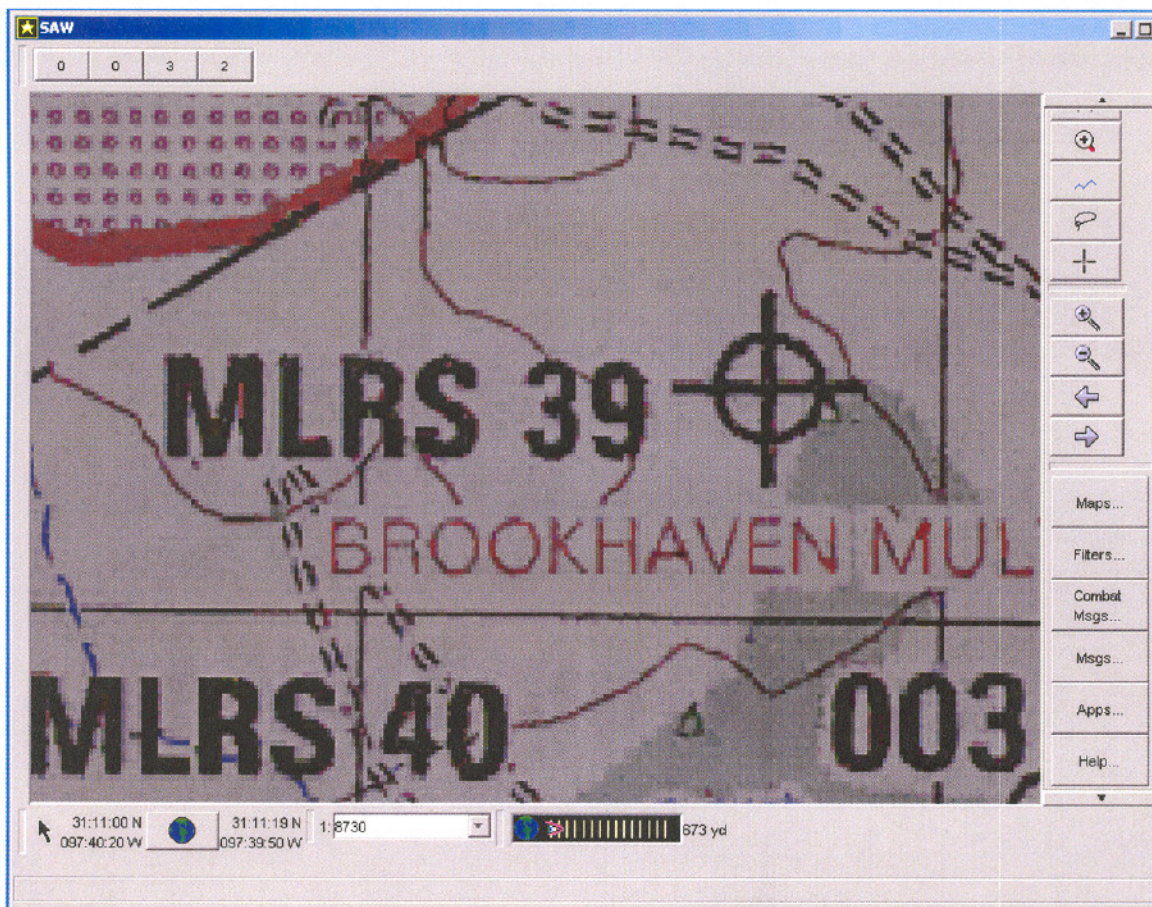 SAW
0 0 3 2
MLRS 39
BROOKHAVEN MUL
MLRS 40
003
Maps...
Filters...
Combat
Msgs...
Msgs...
Apps...
Help...
31:11:00 N
097:40:20 W
31:11:19 N
097:39:50 W
1: 8730
673 yd